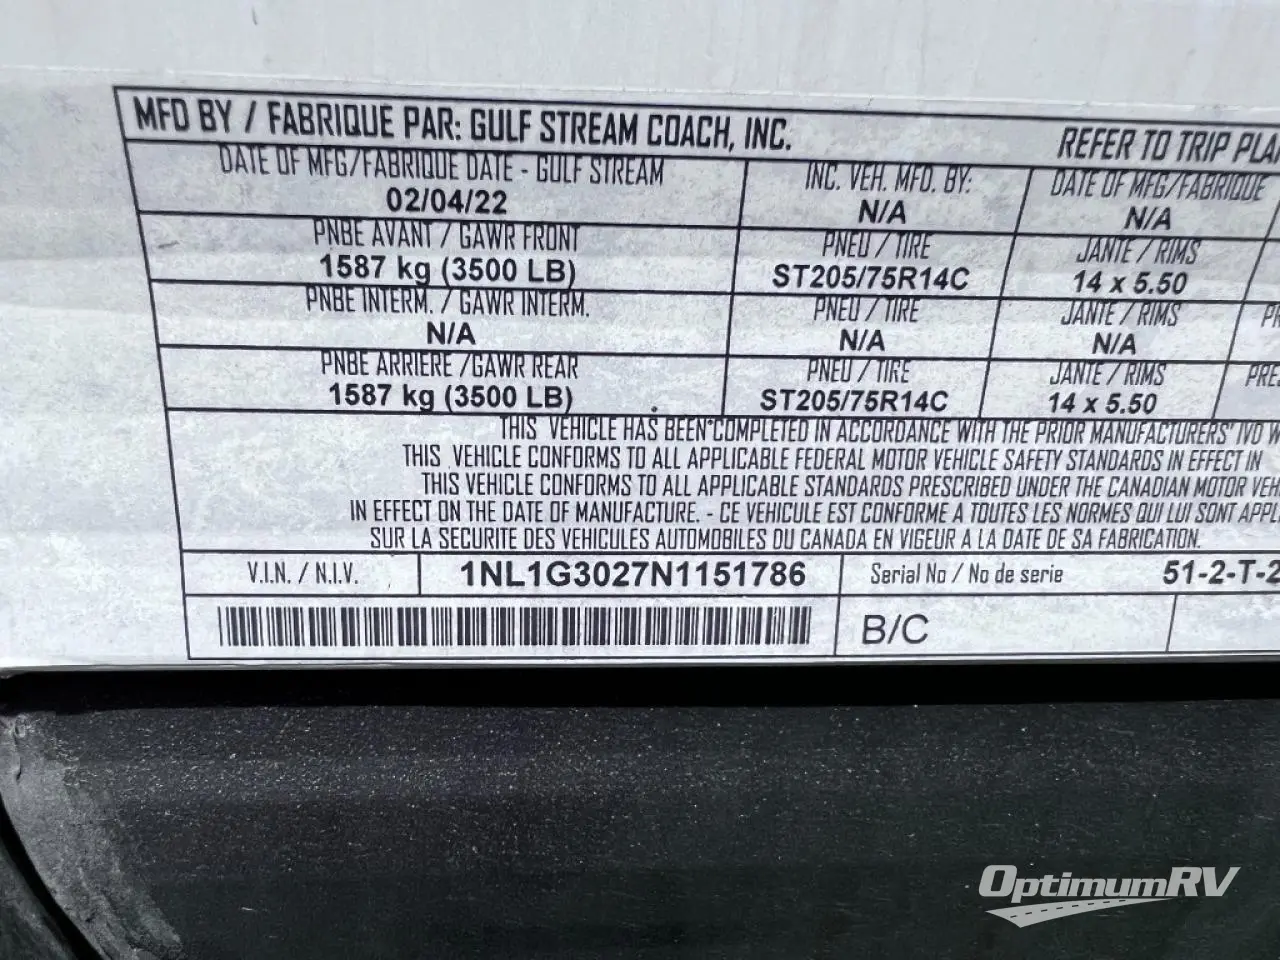 MFD BY / FABRIQUE PAR: GULF STREAM COACH, INC. REFER TO TRIP
DATE OF MFG/FABRIQUE DATE - GULF STREAM INC. VEH. MFD. BY: DATE OF MFG/FABRIQUE
02/04/22 N/A N/A
PNBE AVANT / GAWR FRONT PNEU / TIRE JANTE / RIMS
1587 kg (3500 LB) ST205/75R14C 14 x 5.50
PNBE INTERM. / GAWR INTERM. PNEU / TIRE JANTE / RIMS
N/A N/A N/A
PNBE ARRIERE /GAWR REAR PNEU / TIRE JANTE / RIMS
1587 kg (3500 LB) ST205/75R14C 14 x 5.50
THIS VEHICLE HAS BEEN COMPLETED IN ACCORDANCE WITH THE PRIOR MANUFACTURERS' IVD
THIS VEHICLE CONFORMS TO ALL APPLICABLE FEDERAL MOTOR VEHICLE SAFETY STANDARDS IN EFFECT IN
THIS VEHICLE CONFORMS TO ALL APPLICABLE STANDARDS PRESCRIBED UNDER THE CANADIAN MOTOR
IN EFFECT ON THE DATE OF MANUFACTURE. - CE VEHICULE EST CONFORME A TOUTES LES NORMES QUI LUI SONT
SUR LA SECURITE DES VEHICULES AUTOMOBILES DU CANADA EN VIGEUR A LA DATE DE SA FABRICATION.
V.I.N. / N.I.V. 1NL1G3027N1151786 Serial No / No de serie 51-2-T-2
B/C
OptimumRV